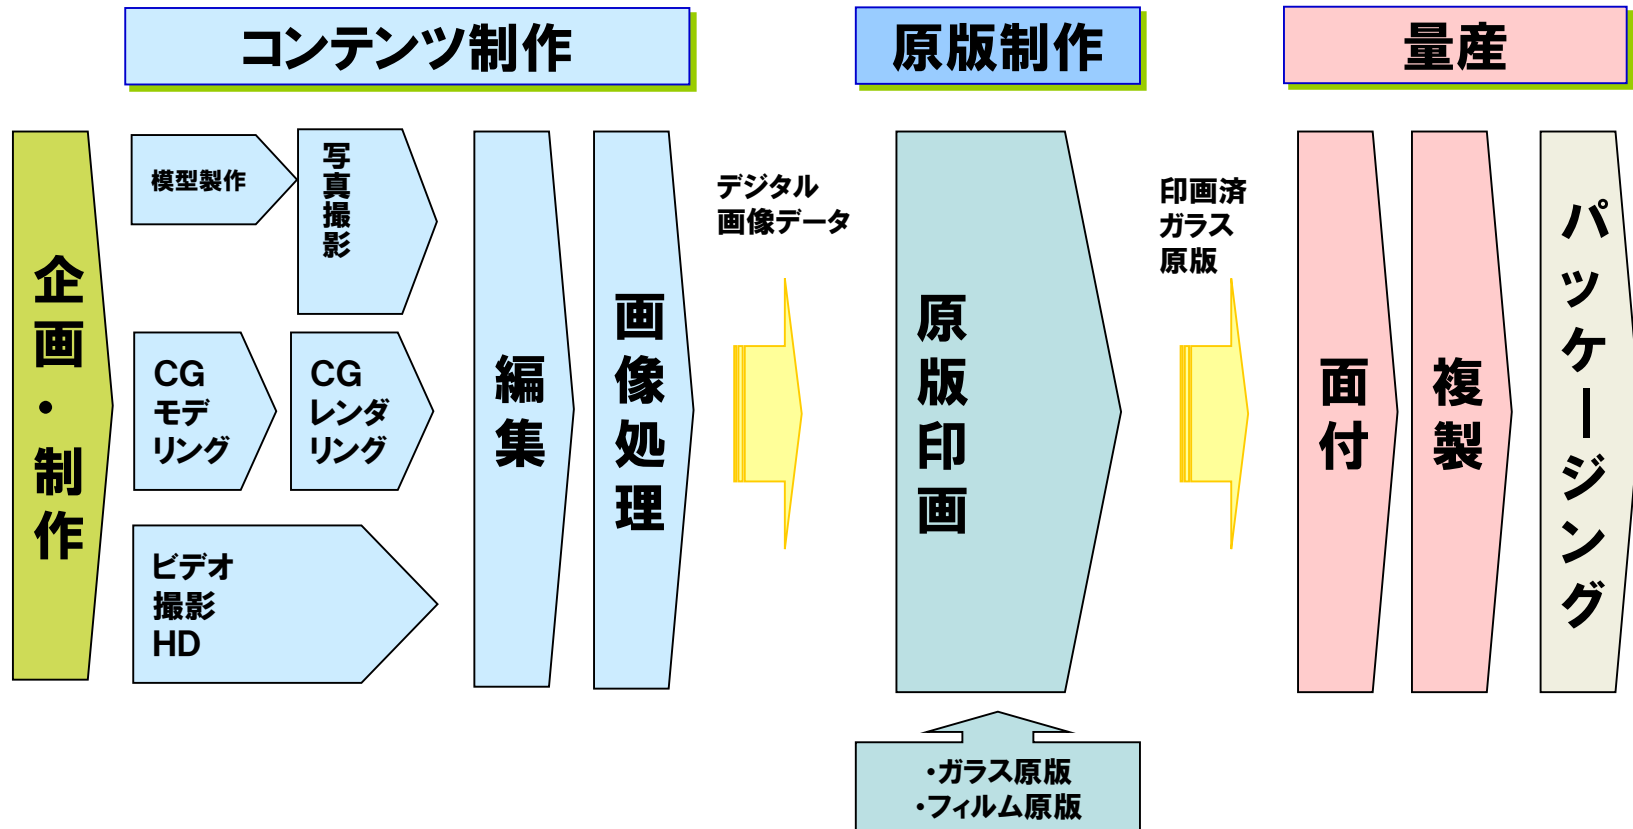 コンテンツ制作
原版制作
量産
企画・制作
模型製作
写真撮影
CG
モデ
リング
CG
レンダ
リング
ビデオ
撮影
HD
編集
画像処理
デジタル
画像データ
原版印画
・ガラス原版
・フィルム原版
印画済
ガラス
原版
面付
複製
パッケージング